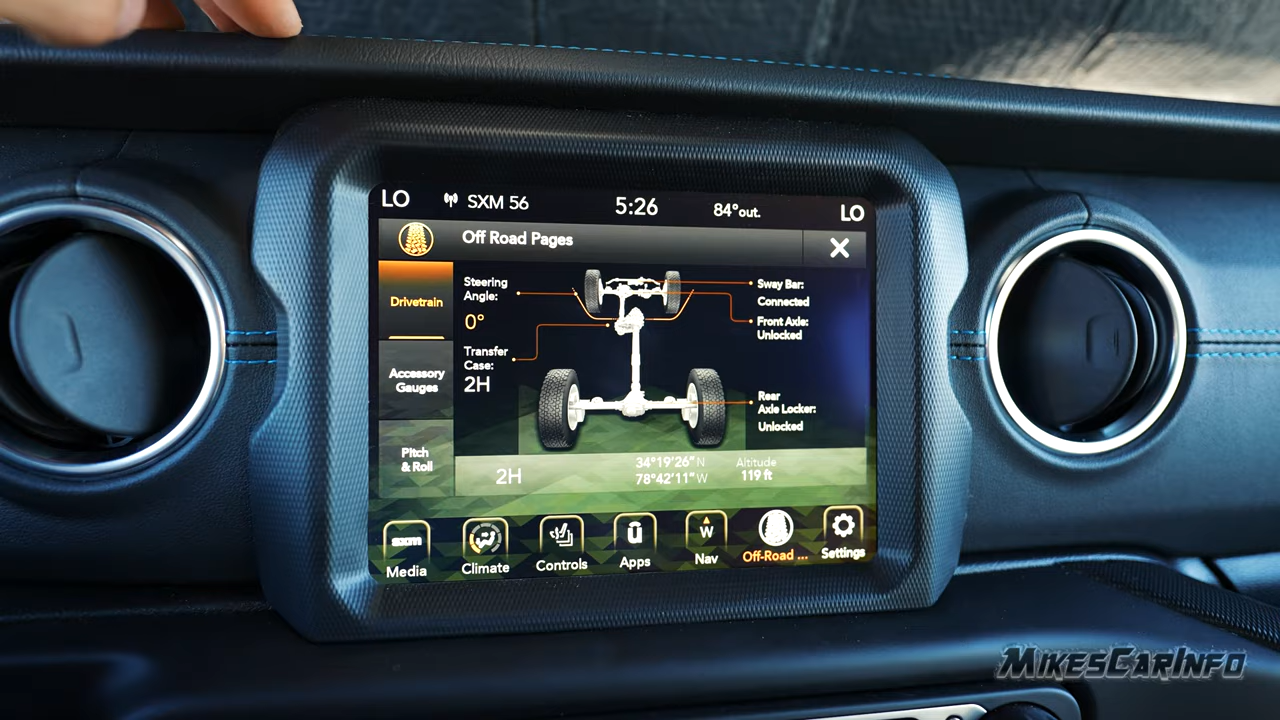 LO SXM 56 5:26 84°out. LO
Off Road Pages X
Drivetrain
Accessory
Gauges
Pitch
& Roll
Steering
Angle:
0°
Transfer
Case:
2H
Sway Bar:
Connected
Front Axle:
Unlocked
Rear
Axle Locker:
Unlocked
2H
34°19'26" N
78°42'11" W
Altitude
119 ft
sxm
Media
Climate
Controls
ū
Apps
W
Nav
Off-Road ...
Settings
MIKESCARINFO